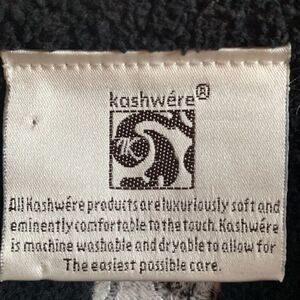 kashwére®
All Kashwére products are luxuriously soft and
eminently comfortable to the touch. Kashwére
is machine washable and dryable to allow for
The easiest possible care.